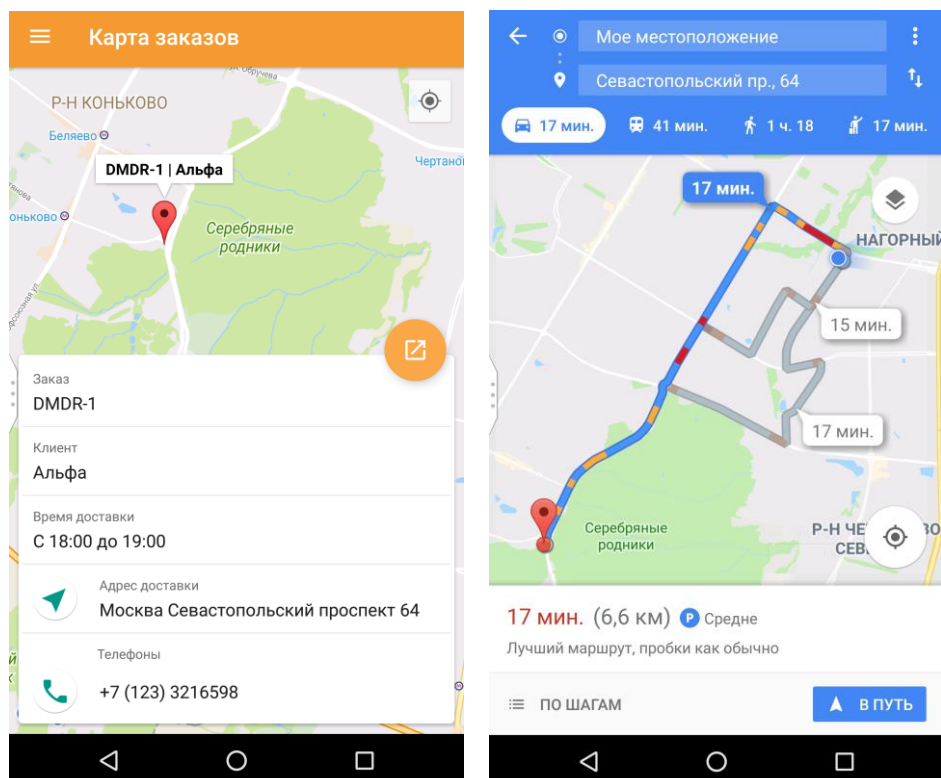 Карта заказов
ул. Обручева
Р-Н КОНЬКОВО
Беляево
Чертано
DMDR-1 | Альфа
оньково
Серебряные
родники
Заказ
DMDR-1
Клиент
Альфа
Время доставки
С 18:00 до 19:00
Адрес доставки
Москва Севастопольский проспект 64
Телефоны
+7 (123) 3216598
Мое местоположение
Севастопольский пр., 64
17 мин.
41 мин.
1 ч. 18
17 мин.
17 мин.
НАГОРНЫЙ
15 мин.
17 мин.
Серебряные
родники
Р-Н ЧЕ
СЕВ
17 мин. (6,6 км) P Средне
Лучший маршрут, пробки как обычно
ПО ШАГАМ
В ПУТЬ